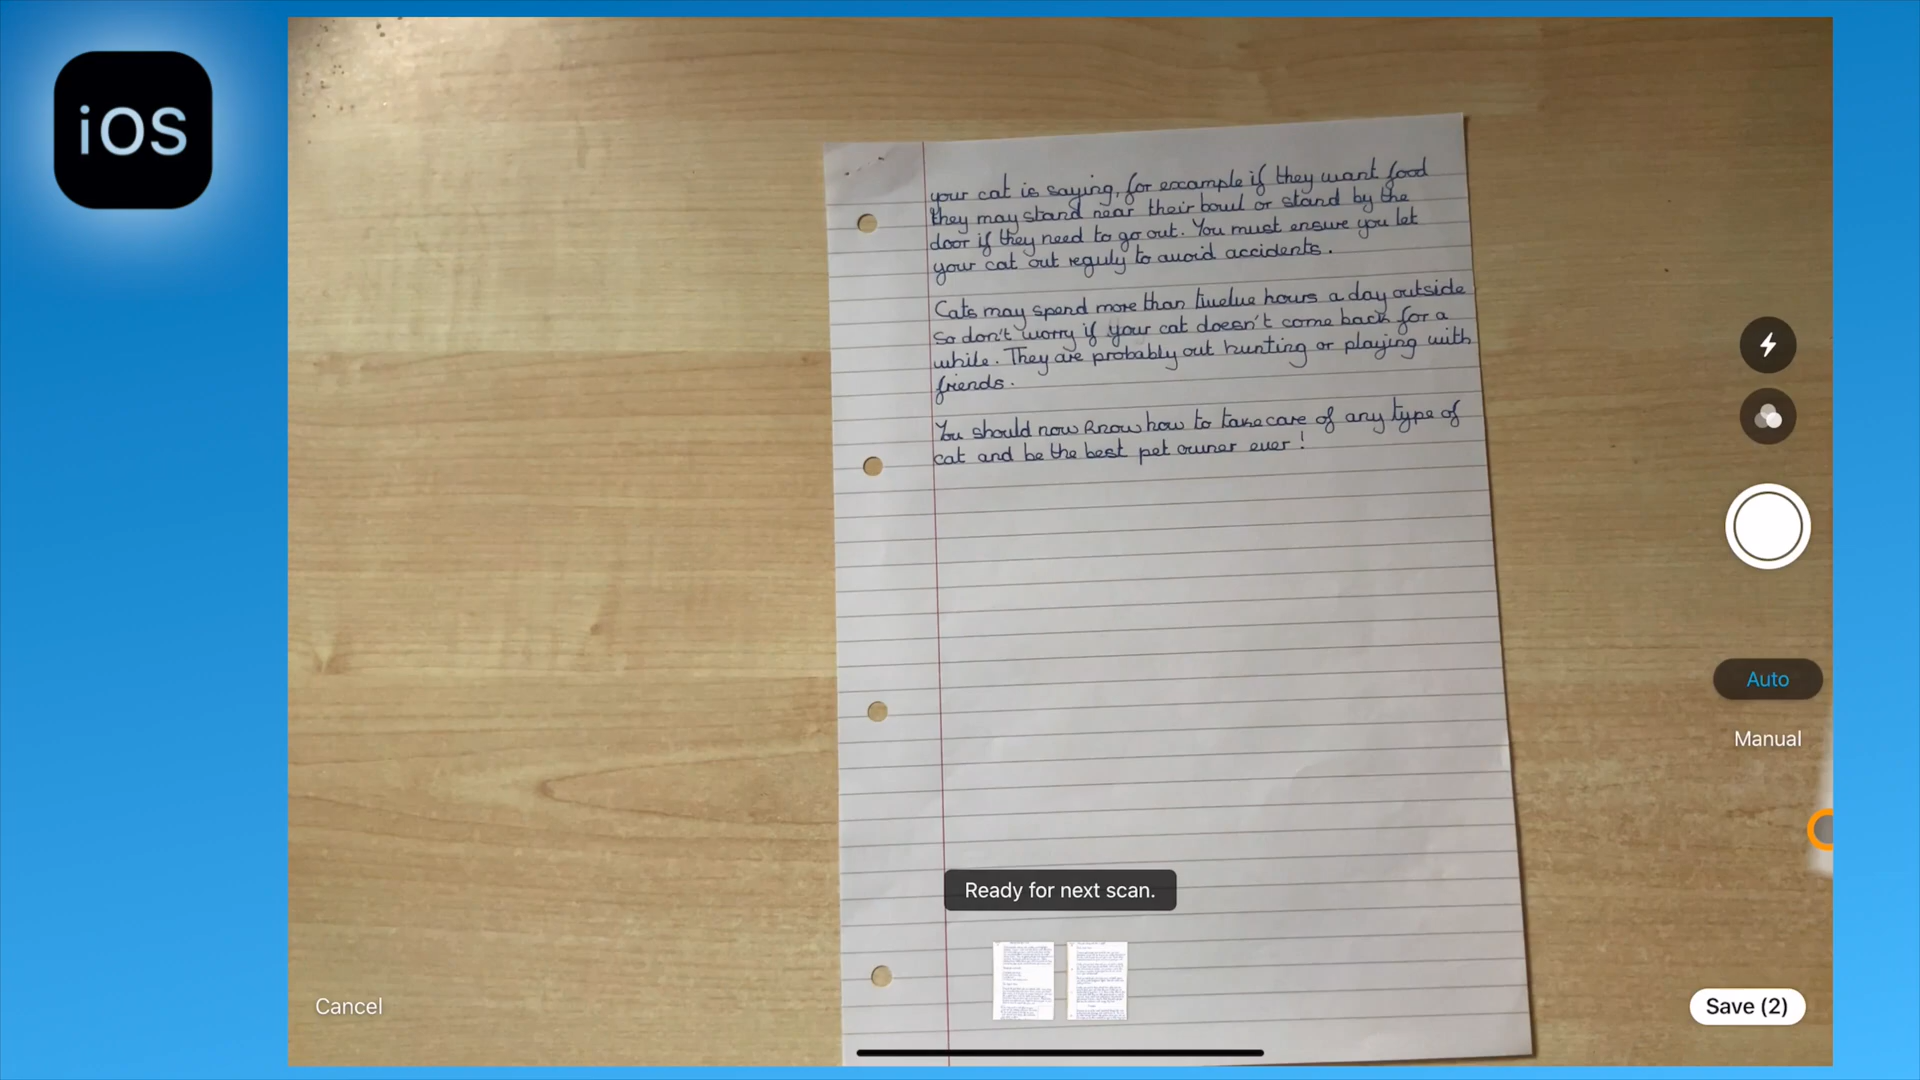 iOS
your cat is saying, for example if they want food
they may stand near their bowl or stand by the
door if they need to go out. You must ensure you let
your cat out reguly to avoid accidents.
Cats may spend more than twelve hours a day outside
So don't worry if your cat doesn't come back for a
while. They are probably out hunting or playing with
friends.
You should now know how to take care of any type of
cat and be the best pet owner ever!
Auto
Manual
Ready for next scan.
Cancel
Save (2)